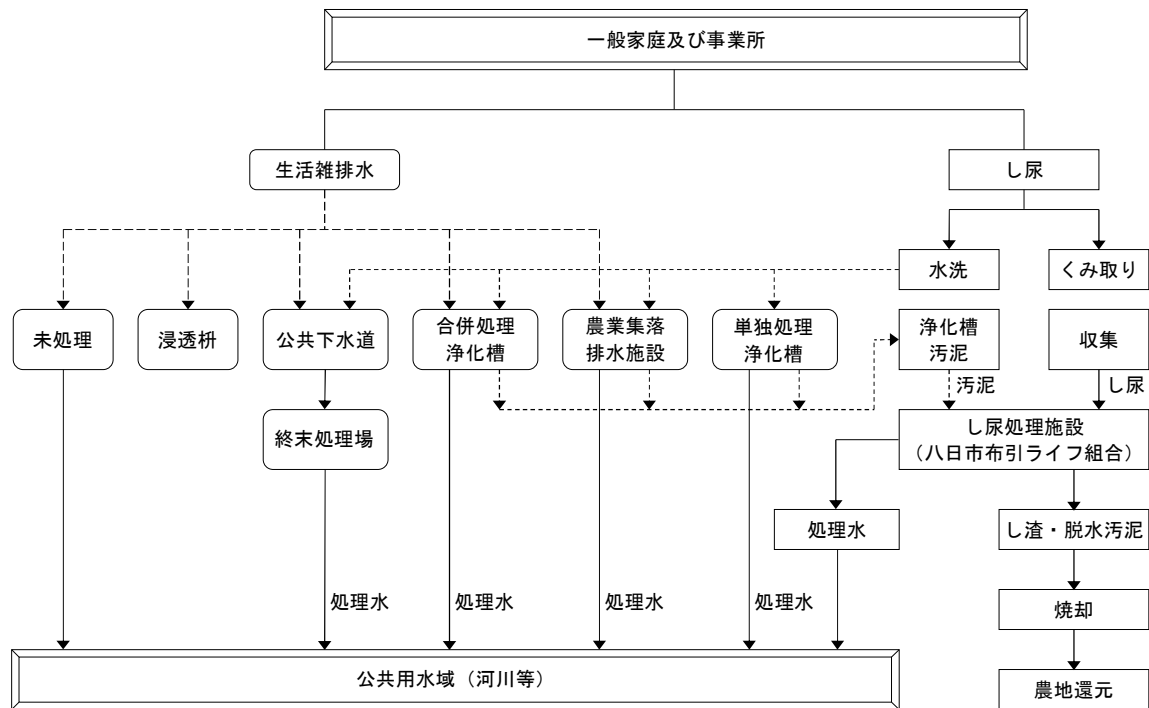 一般家庭及び事業所
生活雑排水
し尿
水洗
くみ取り
未処理
浸透枡
公共下水道
合併処理
浄化槽
農業集落
排水施設
単独処理
浄化槽
浄化槽
汚泥
収集
汚泥
し尿
終末処理場
し尿処理施設
（八日市布引ライフ組合）
処理水
し渣・脱水汚泥
処理水
処理水
処理水
処理水
焼却
公共用水域（河川等）
農地還元